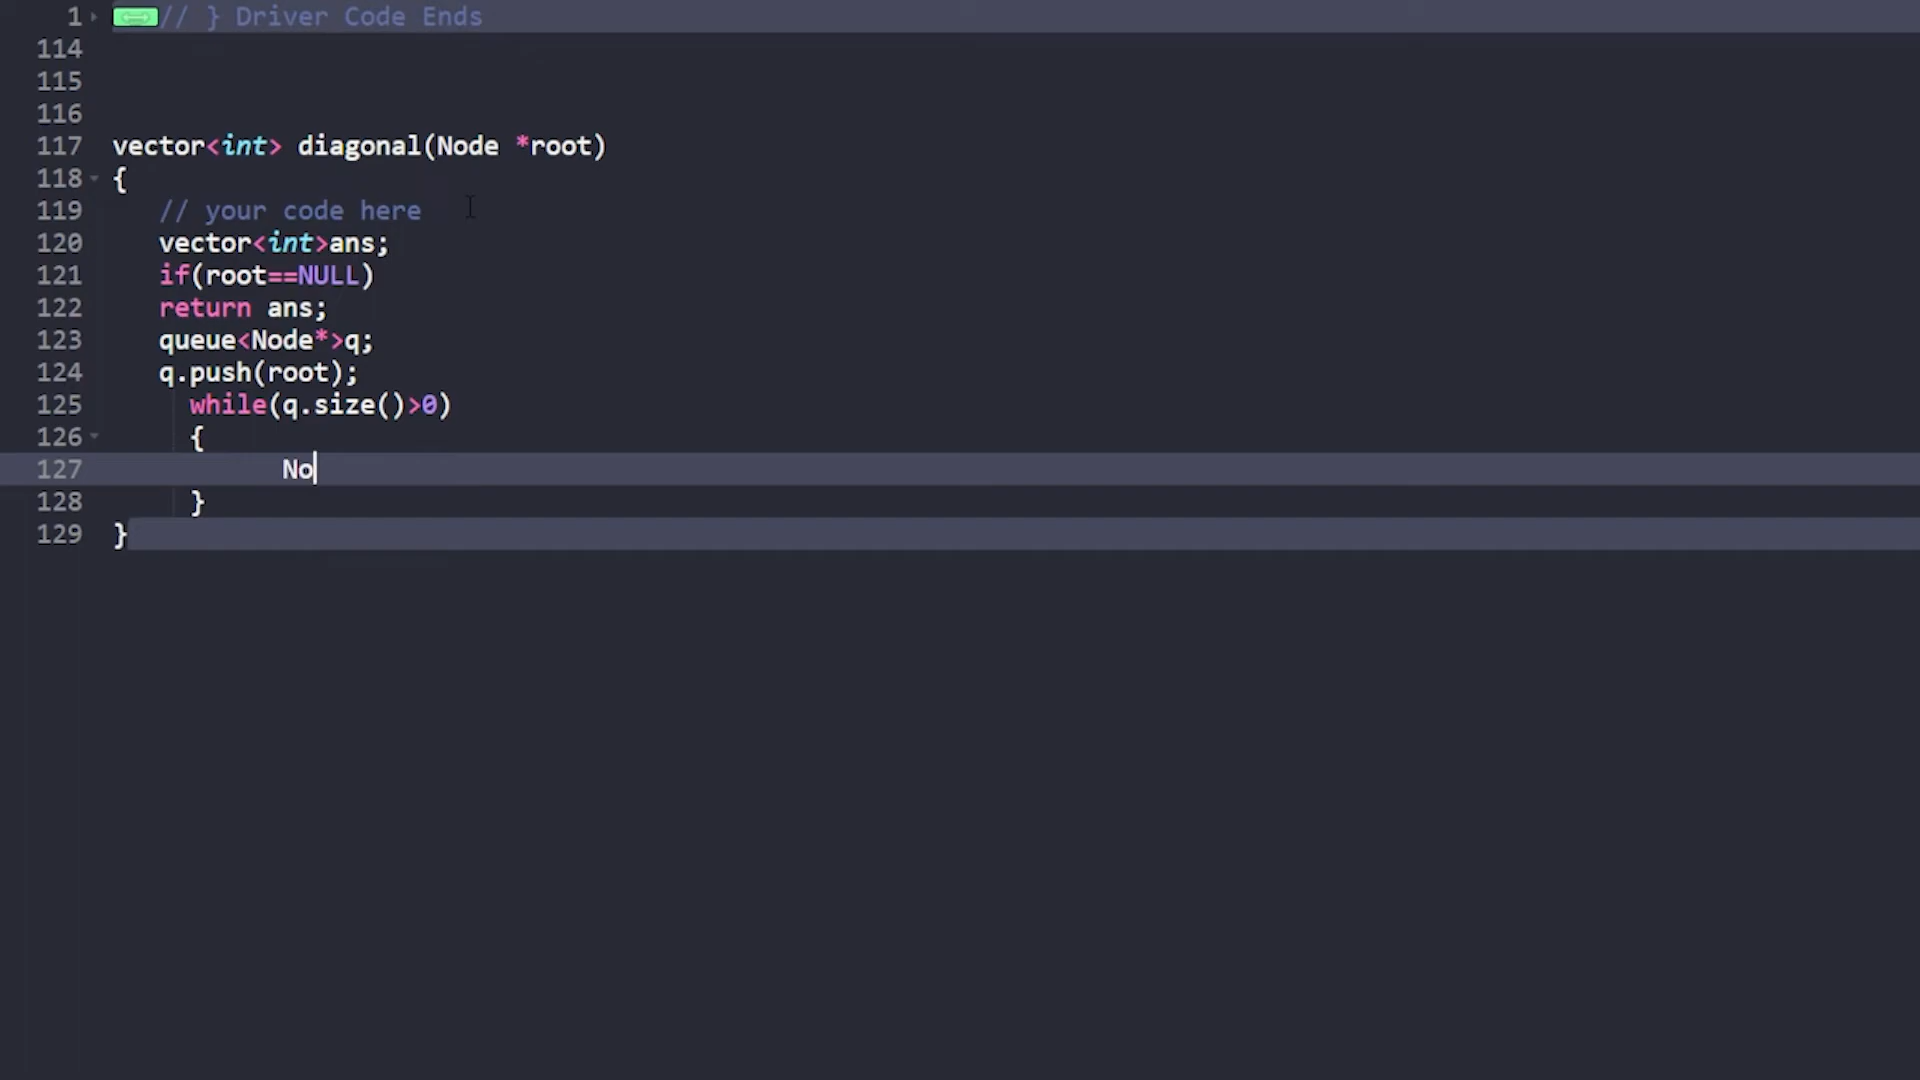 1 // } Driver Code Ends
114
115
116
117 vector<int> diagonal(Node *root)
118 {
119 // your code here
120 vector<int>ans;
121 if(root==NULL)
122 return ans;
123 queue<Node*>q;
124 q.push(root);
125 while(q.size()>0)
126 {
127 No
128 }
129 }